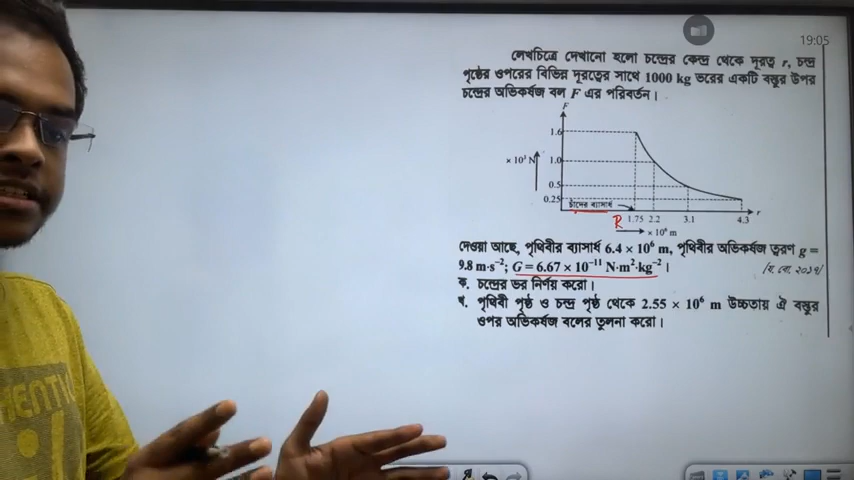 19:05
লেখচিত্রে দেখানো হলো চন্দ্রের কেন্দ্র থেকে দূরত্ব r, চন্দ্র
পৃষ্ঠের ওপরের বিভিন্ন দূরত্বের সাথে 1000 kg ভরের একটি বস্তুর উপর
চন্দ্রের অভিকর্ষজ বল F এর পরিবর্তন।
F
1.6
× 10³ N 1.0
0.5
0.25
চাঁদের ব্যাসার্ধ
r
R 1.75 2.2 3.1 4.3
× 10⁶ m
দেওয়া আছে, পৃথিবীর ব্যাসার্ধ 6.4 × 10⁶ m, পৃথিবীর অভিকর্ষজ ত্বরণ g =
9.8 m·s⁻²; G = 6.67 × 10⁻¹¹ N·m²·kg⁻²।
[য. বো. ২০১৭]
ক. চন্দ্রের ভর নির্ণয় করো।
খ. পৃথিবী পৃষ্ঠ ও চন্দ্র পৃষ্ঠ থেকে 2.55 × 10⁶ m উচ্চতায় ঐ বস্তুর
ওপর অভিকর্ষজ বলের তুলনা করো।